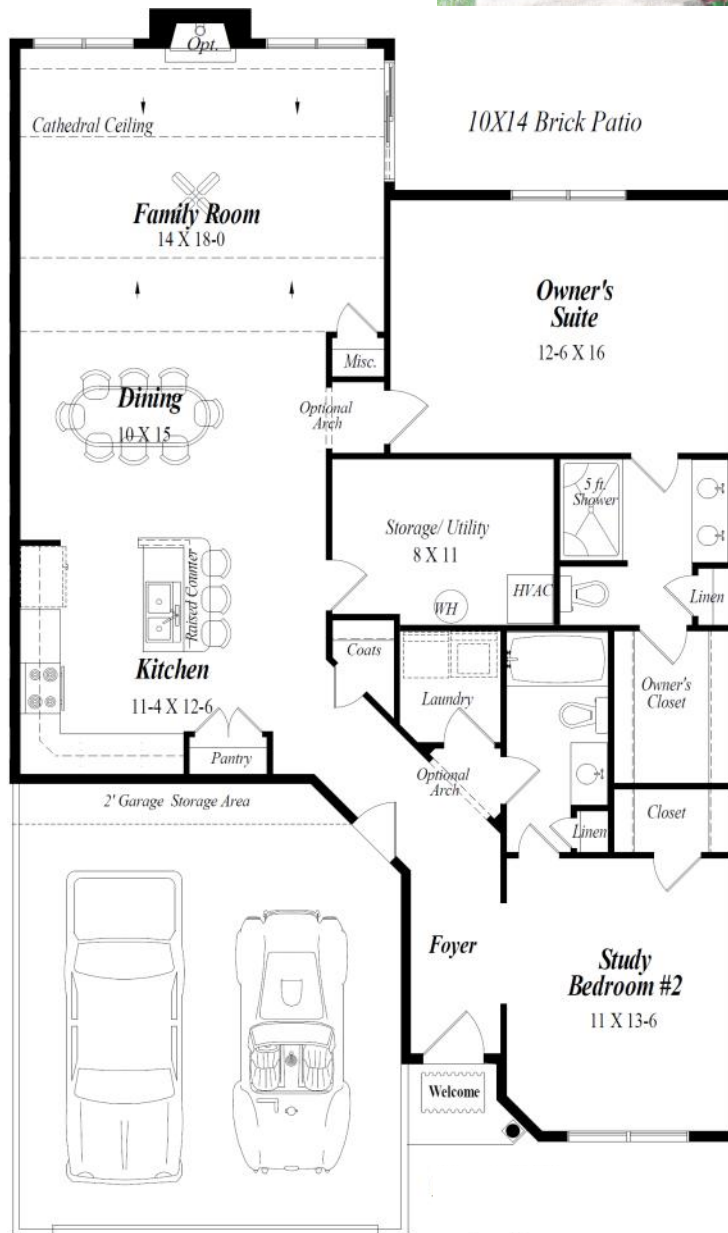 Opt.
Cathedral Ceiling
10X14 Brick Patio
Family Room
14 X 18-0
Owner's
Suite
12-6 X 16
Misc.
Dining
10 X 15
Optional
Arch
5 ft.
Shower
Storage/ Utility
8 X 11
HVAC
WH
Linen
Raised Counter
Kitchen
11-4 X 12-6
Coats
Laundry
Owner's
Closet
Pantry
Optional
Arch
2' Garage Storage Area
Closet
Linen
Foyer
Study
Bedroom #2
11 X 13-6
Welcome